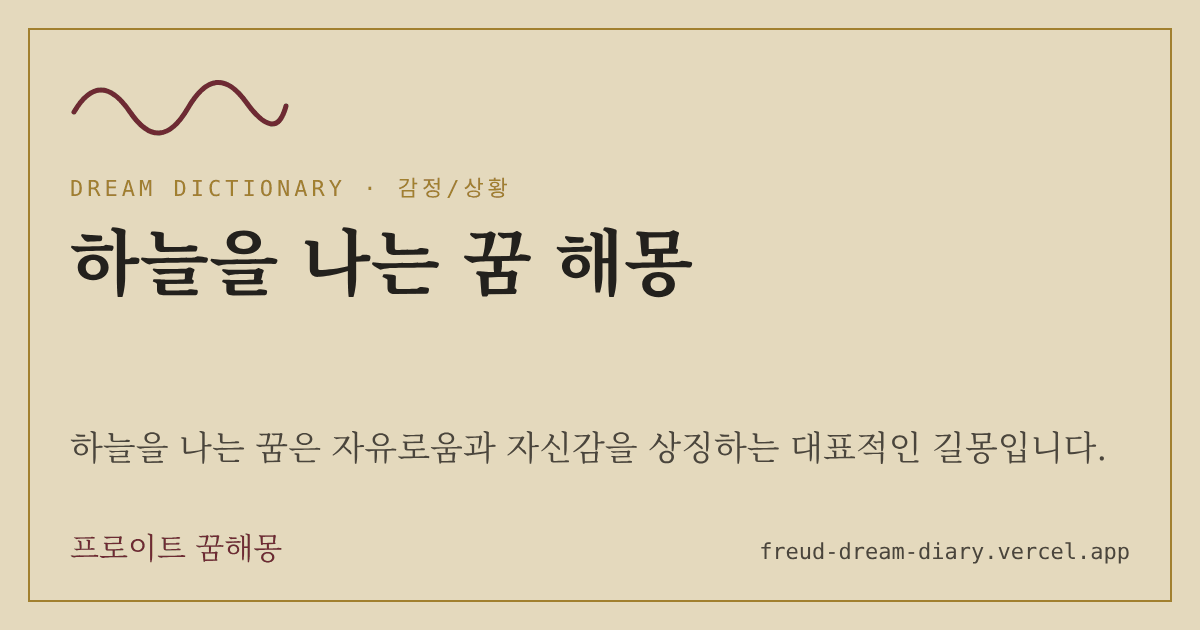 DREAM DICTIONARY · 감정/상황
하늘을 나는 꿈 해몽
하늘을 나는 꿈은 자유로움과 자신감을 상징하는 대표적인 길몽입니다.
프로이트 꿈해몽
freud-dream-diary.vercel.app